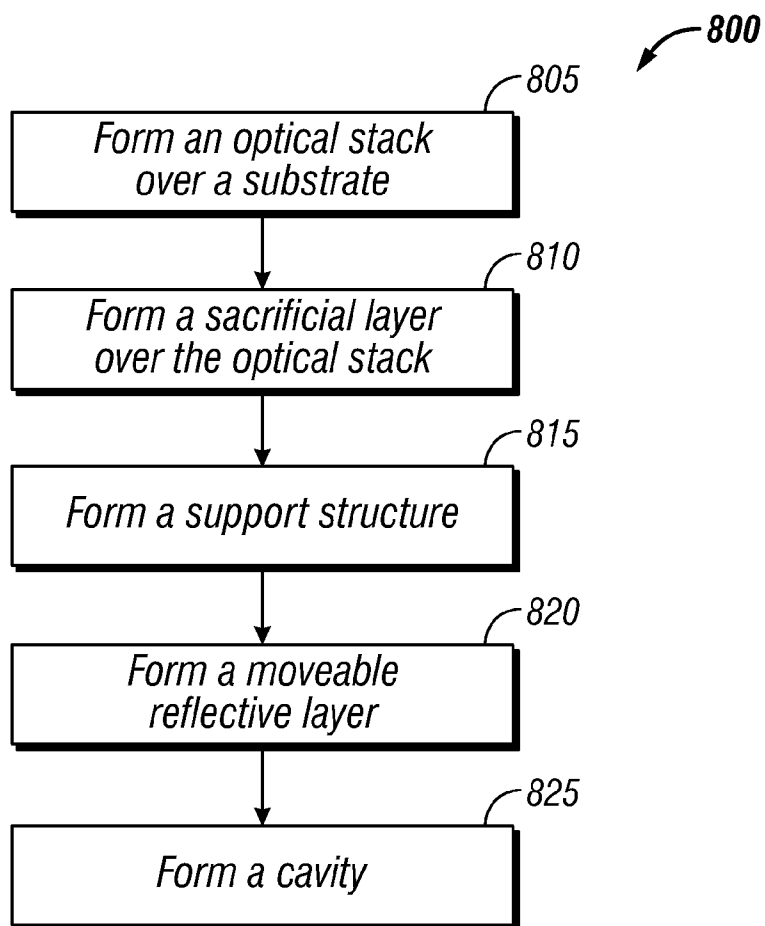 800
805
Form an optical stack
over a substrate
810
Form a sacrificial layer
over the optical stack
815
Form a support structure
820
Form a moveable
reflective layer
825
Form a cavity